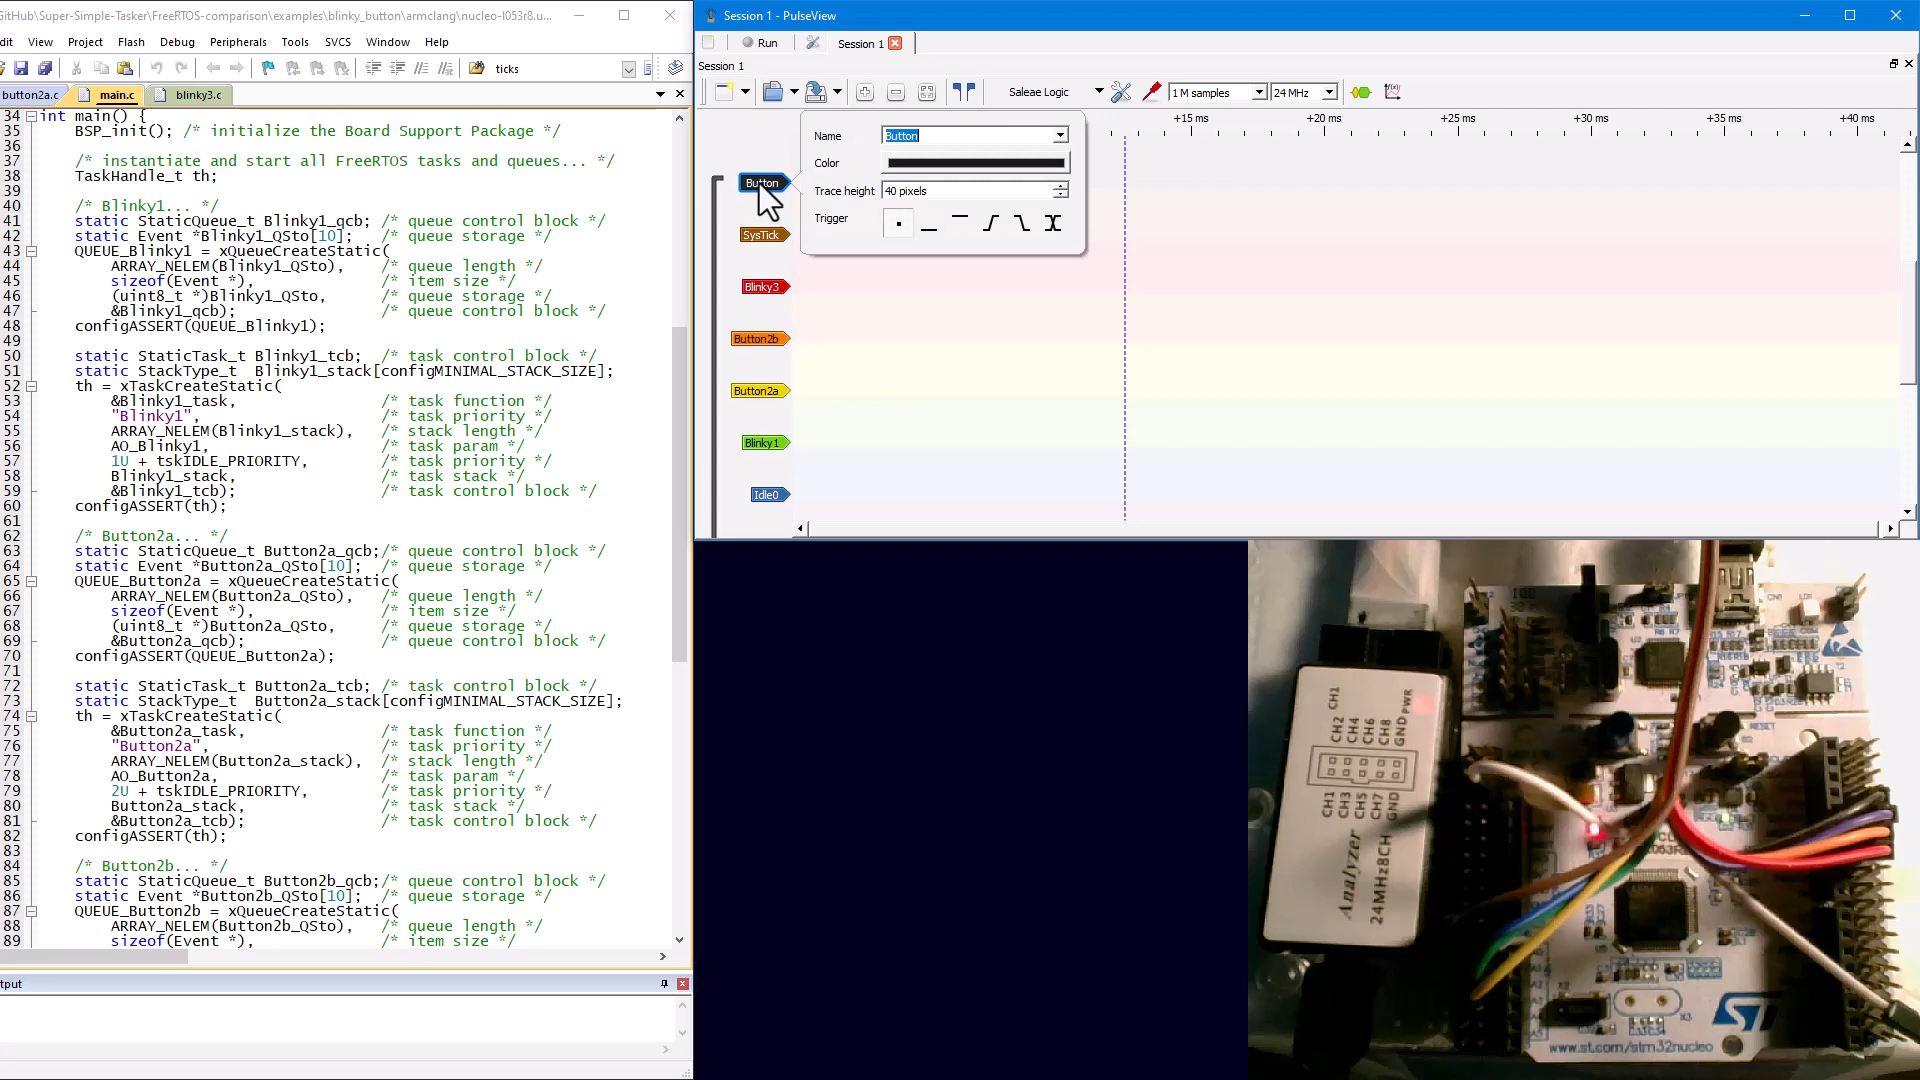 GitHub\Super-Simple-Tasker\FreeRTOS-comparison\examples\blinky_button\armclang\nucleo-l053r8.u...
dit View Project Flash Debug Peripherals Tools SVCS Window Help
ticks
button2a.c main.c blinky3.c
34 int main() {
35 BSP_init(); /* initialize the Board Support Package */
36
37 /* instantiate and start all FreeRTOS tasks and queues... */
38 TaskHandle_t th;
39
40 /* Blinky1... */
41 static StaticQueue_t Blinky1_qcb; /* queue control block */
42 static Event *Blinky1_QSto[10]; /* queue storage */
43 QUEUE_Blinky1 = xQueueCreateStatic(
44 ARRAY_NELEM(Blinky1_QSto), /* queue length */
45 sizeof(Event *), /* item size */
46 (uint8_t *)Blinky1_QSto, /* queue storage */
47 &Blinky1_qcb); /* queue control block */
48 configASSERT(QUEUE_Blinky1);
49
50 static StaticTask_t Blinky1_tcb; /* task control block */
51 static StackType_t Blinky1_stack[configMINIMAL_STACK_SIZE];
52 th = xTaskCreateStatic(
53 &Blinky1_task, /* task function */
54 "Blinky1", /* task priority */
55 ARRAY_NELEM(Blinky1_stack), /* stack length */
56 AO_Blinky1, /* task param */
57 1U + tskIDLE_PRIORITY, /* task priority */
58 Blinky1_stack, /* task stack */
59 &Blinky1_tcb); /* task control block */
60 configASSERT(th);
61
62 /* Button2a... */
63 static StaticQueue_t Button2a_qcb;/* queue control block */
64 static Event *Button2a_QSto[10]; /* queue storage */
65 QUEUE_Button2a = xQueueCreateStatic(
66 ARRAY_NELEM(Button2a_QSto), /* queue length */
67 sizeof(Event *), /* item size */
68 (uint8_t *)Button2a_QSto, /* queue storage */
69 &Button2a_qcb); /* queue control block */
70 configASSERT(QUEUE_Button2a);
71
72 static StaticTask_t Button2a_tcb; /* task control block */
73 static StackType_t Button2a_stack[configMINIMAL_STACK_SIZE];
74 th = xTaskCreateStatic(
75 &Button2a_task, /* task function */
76 "Button2a", /* task priority */
77 ARRAY_NELEM(Button2a_stack), /* stack length */
78 AO_Button2a, /* task param */
79 2U + tskIDLE_PRIORITY, /* task priority */
80 Button2a_stack, /* task stack */
81 &Button2a_tcb); /* task control block */
82 configASSERT(th);
83
84 /* Button2b... */
85 static StaticQueue_t Button2b_qcb;/* queue control block */
86 static Event *Button2b_QSto[10]; /* queue storage */
87 QUEUE_Button2b = xQueueCreateStatic(
88 ARRAY_NELEM(Button2b_QSto), /* queue length */
89 sizeof(Event *), /* item size */
tput
Session 1 - PulseView
Run Session 1
Session 1
Saleae Logic 1 M samples 24 MHz
+15 ms +20 ms +25 ms +30 ms +35 ms +40 ms
Name Button
Color
Trace height 40 pixels
Trigger
Button
SysTick
Blinky3
Button2b
Button2a
Blinky1
Idle0
CH2 CH1
CH4
CH6
CH8
GND PWR
CH1
CH3
CH5
CH7
GND
Analyzer
24MHz8CH
RESET
ST
www.st.com/stm32nucleo